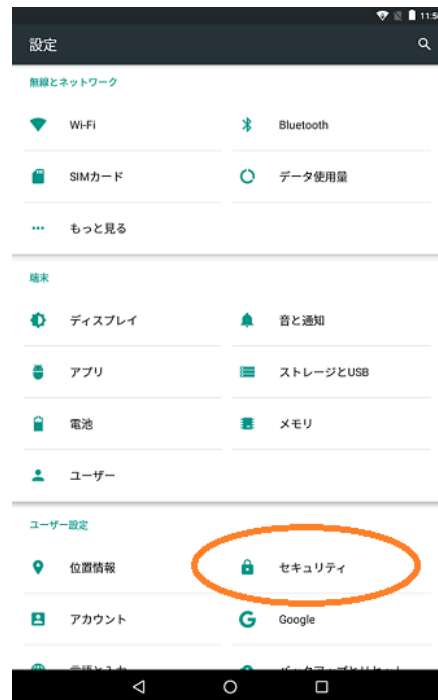 11:5
設定
無線とネットワーク
Wi-Fi
Bluetooth
SIMカード
データ使用量
もっと見る
端末
ディスプレイ
音と通知
アプリ
ストレージとUSB
電池
メモリ
ユーザー
ユーザー設定
位置情報
セキュリティ
アカウント
Google